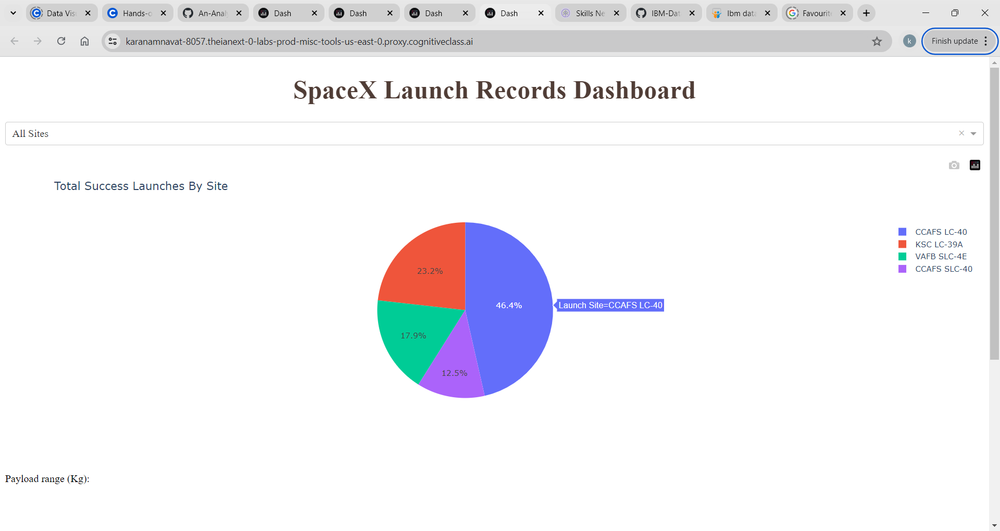 Data Vis
Hands-o
An-Analy
Dash
Dash
Dash
Dash
Skills Ne
IBM-Dat
Ibm data
Favourite
karanamnavat-8057.theianext-0-labs-prod-misc-tools-us-east-0.proxy.cognitiveclass.ai
k
Finish update
SpaceX Launch Records Dashboard
All Sites
Total Success Launches By Site
CCAFS LC-40
KSC LC-39A
VAFB SLC-4E
CCAFS SLC-40
23.2%
46.4%
Launch Site=CCAFS LC-40
17.9%
12.5%
Payload range (Kg):